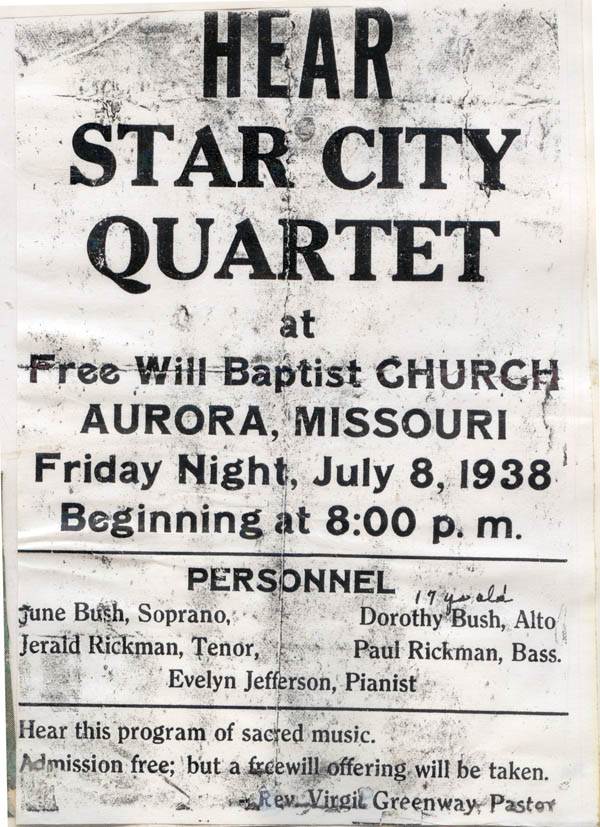 HEAR
STAR CITY
QUARTET
at
Free Will Baptist CHURCH
AURORA, MISSOURI
Friday Night, July 8, 1938
Beginning at 8:00 p. m.
PERSONNEL
17 yrs old
June Bush, Soprano, Dorothy Bush, Alto
Jerald Rickman, Tenor, Paul Rickman, Bass.
Evelyn Jefferson, Pianist
Hear this program of sacred music.
Admission free; but a freewill offering will be taken.
-Rev. Virgil Greenway, Pastor